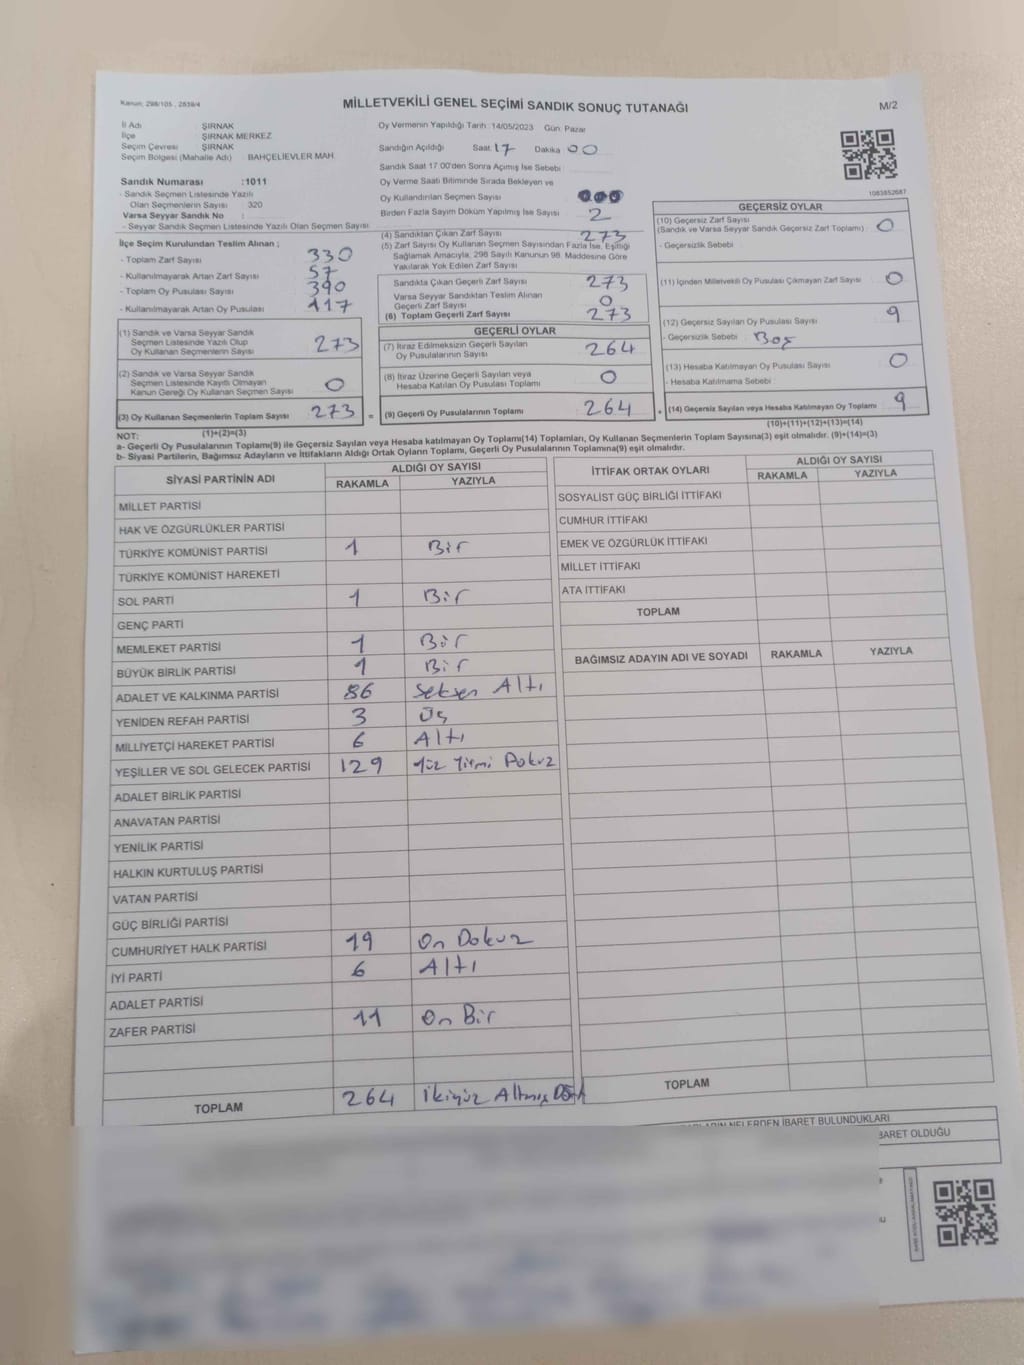 Kanun: 298/105, 2839/4
MİLLETVEKİLİ GENEL SEÇİMİ SANDIK SONUÇ TUTANAĞI
M/2
İl Adı ŞIRNAK
İlçe ŞIRNAK MERKEZ
Seçim Çevresi ŞIRNAK
Seçim Bölgesi (Mahalle Adı) BAHÇELİEVLER MAH.
Sandık Numarası :1011
- Sandık Seçmen Listesinde Yazılı
Olan Seçmenlerin Sayısı : 320
Varsa Seyyar Sandık No :
- Seyyar Sandık Seçmen Listesinde Yazılı Olan Seçmen Sayısı:
Oy Vermenin Yapıldığı Tarih: 14/05/2023 Gün: Pazar
Sandığın Açıldığı Saat: 17 Dakika: 00
Sandık Saat 17.00'den Sonra Açımış İse Sebebi:
Oy Verme Saati Bitiminde Sırada Bekleyen ve
Oy Kullandırılan Seçmen Sayısı
Birden Fazla Sayım Döküm Yapılmış İse Sayısı 2
1083852687
İlçe Seçim Kurulundan Teslim Alınan ;
- Toplam Zarf Sayısı 330
- Kullanılmayarak Artan Zarf Sayısı 57
- Toplam Oy Pusulası Sayısı 390
- Kullanılmayarak Artan Oy Pusulası 117
(1) Sandık ve Varsa Seyyar Sandık
Seçmen Listesinde Yazılı Olup
Oy Kullanan Seçmenlerin Sayısı 273
(2) Sandık ve Varsa Seyyar Sandık
Seçmen Listesinde Kayıtlı Olmayan
Kanun Gereği Oy Kullanan Seçmen Sayısı 0
(3) Oy Kullanan Seçmenlerin Toplam Sayısı 273 =
(1)+(2)=(3)
(4) Sandıktan Çıkan Zarf Sayısı 273
(5) Zarf Sayısı Oy Kullanan Seçmen Sayısından Fazla İse, Eşitliği
Sağlamak Amacıyla, 298 Sayılı Kanunun 98. Maddesine Göre
Yakılarak Yok Edilen Zarf Sayısı
Sandıkta Çıkan Geçerli Zarf Sayısı 273
Varsa Seyyar Sandıktan Teslim Alınan
Geçerli Zarf Sayısı 0
(6) Toplam Geçerli Zarf Sayısı 273
GEÇERLİ OYLAR
(7) İtiraz Edilmeksizin Geçerli Sayılan
Oy Pusulalarının Sayısı 264
(8) İtiraz Üzerine Geçerli Sayılan veya
Hesaba Katılan Oy Pusulası Toplamı 0
(9) Geçerli Oy Pusulalarının Toplamı 264
GEÇERSİZ OYLAR
(10) Geçersiz Zarf Sayısı
(Sandık ve Varsa Seyyar Sandık Geçersiz Zarf Toplamı) : 0
- Geçersizlik Sebebi :
(11) İçinden Milletvekili Oy Pusulası Çıkmayan Zarf Sayısı 0
(12) Geçersiz Sayılan Oy Pusulası Sayısı 9
- Geçersizlik Sebebi : Boş
(13) Hesaba Katılmayan Oy Pusulası Sayısı 0
- Hesaba Katılmama Sebebi :
(14) Geçersiz Sayılan veya Hesaba Katılmayan Oy Toplamı 9
(10)+(11)+(12)+(13)=(14)
NOT:
a- Geçerli Oy Pusulalarının Toplamı(9) ile Geçersiz Sayılan veya Hesaba katılmayan Oy Toplamı(14) Toplamları, Oy Kullanan Seçmenlerin Toplam Sayısına(3) eşit olmalıdır. (9)+(14)=(3)
b- Siyasi Partilerin, Bağımsız Adayların ve İttifakların Aldığı Ortak Oyların Toplamı, Geçerli Oy Pusulalarının Toplamına(9) eşit olmalıdır.
SİYASİ PARTİNİN ADI ALDIĞI OY SAYISI
RAKAMLA YAZIYLA
MİLLET PARTİSİ
HAK VE ÖZGÜRLÜKLER PARTİSİ
TÜRKİYE KOMÜNİST PARTİSİ 1 Bir
TÜRKİYE KOMÜNİST HAREKETİ
SOL PARTİ 1 Bir
GENÇ PARTİ
MEMLEKET PARTİSİ 1 Bir
BÜYÜK BİRLİK PARTİSİ 1 Bir
ADALET VE KALKINMA PARTİSİ 86 Seksen Altı
YENİDEN REFAH PARTİSİ 3 Üç
MİLLİYETÇİ HAREKET PARTİSİ 6 Altı
YEŞİLLER VE SOL GELECEK PARTİSİ 129 Yüz Yirmi Dokuz
ADALET BİRLİK PARTİSİ
ANAVATAN PARTİSİ
YENİLİK PARTİSİ
HALKIN KURTULUŞ PARTİSİ
VATAN PARTİSİ
GÜÇ BİRLİĞİ PARTİSİ
CUMHURİYET HALK PARTİSİ 19 On Dokuz
İYİ PARTİ 6 Altı
ADALET PARTİSİ
ZAFER PARTİSİ 11 On Bir
TOPLAM 264 İkiyüz Altmış Dört
İTTİFAK ORTAK OYLARI ALDIĞI OY SAYISI
RAKAMLA YAZIYLA
SOSYALİST GÜÇ BİRLİĞİ İTTİFAKI
CUMHUR İTTİFAKI
EMEK VE ÖZGÜRLÜK İTTİFAKI
MİLLET İTTİFAKI
ATA İTTİFAKI
TOPLAM
BAĞIMSIZ ADAYIN ADI VE SOYADI RAKAMLA YAZIYLA
TOPLAM
NELERDEN İBARET BULUNDUKLARI
BARET OLDUĞU